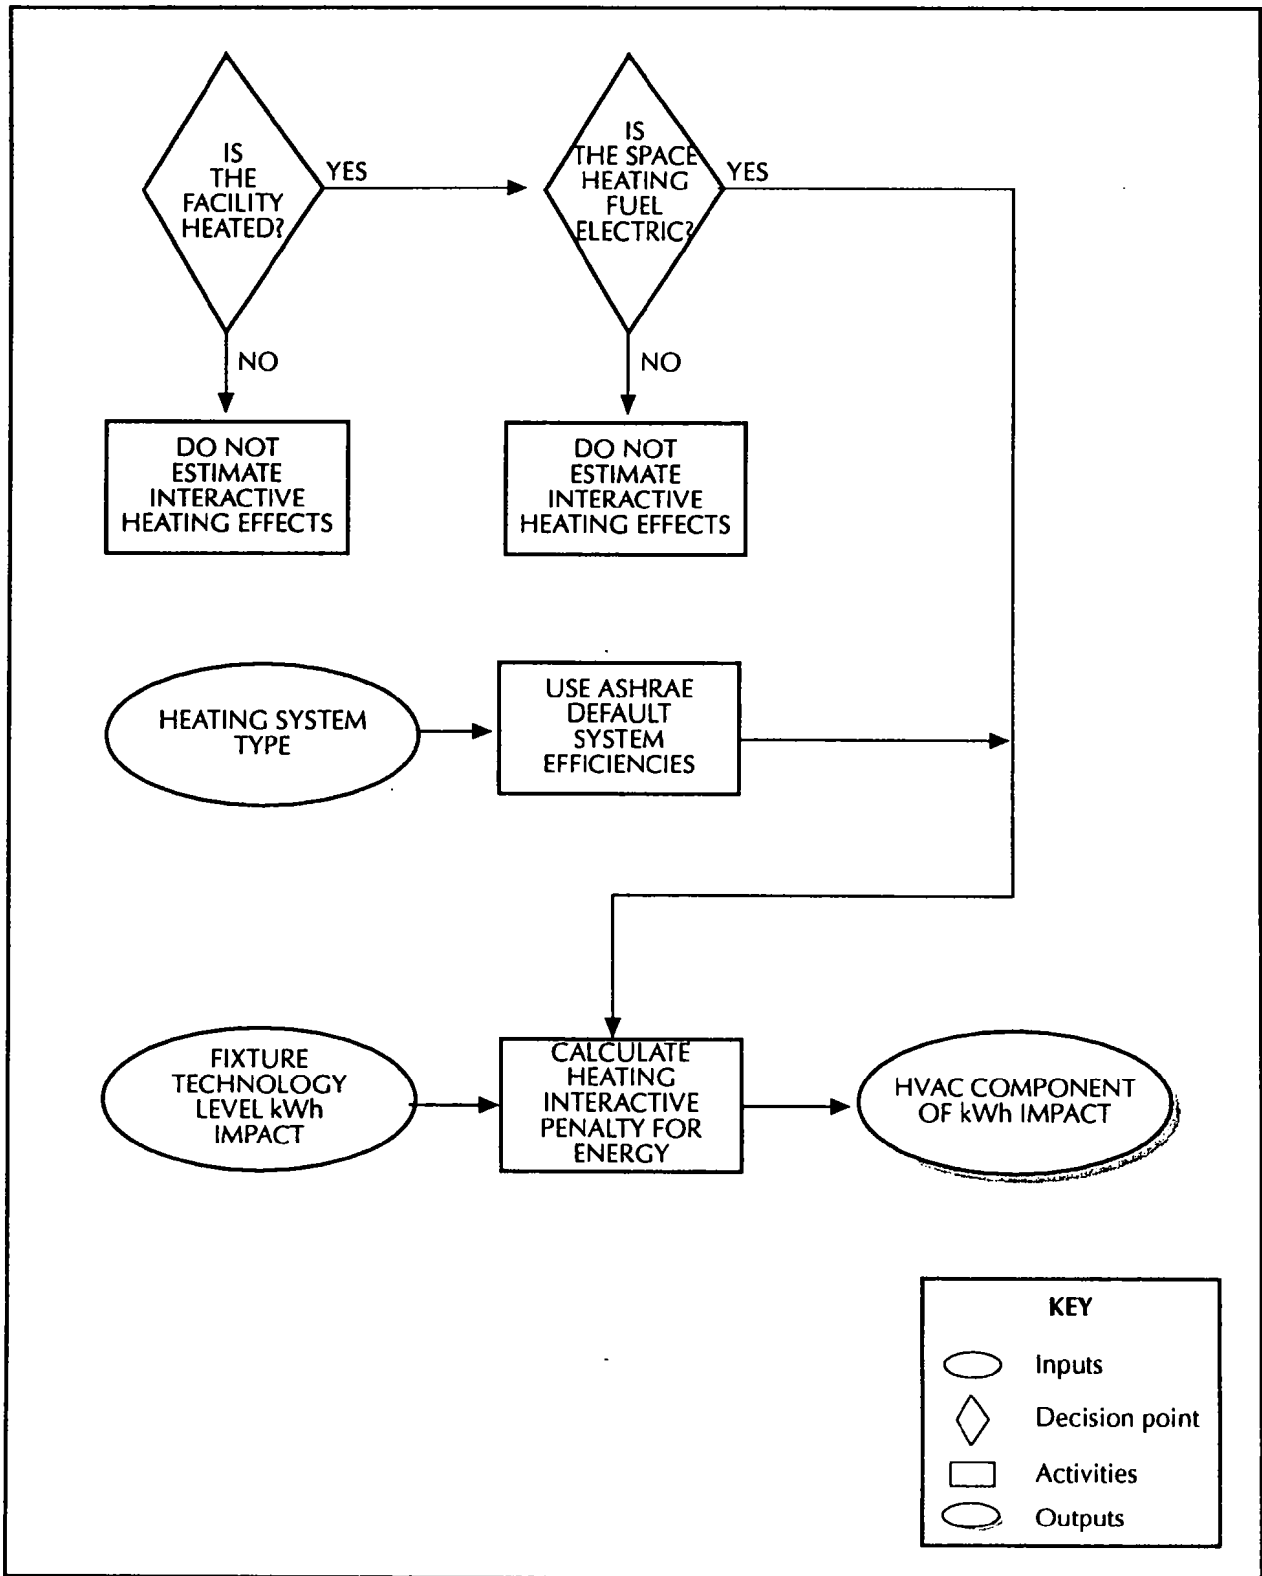 IS
THE
FACILITY
HEATED?
YES
IS
THE SPACE
HEATING
FUEL
ELECTRIC?
YES
NO
NO
DO NOT
ESTIMATE
INTERACTIVE
HEATING EFFECTS
DO NOT
ESTIMATE
INTERACTIVE
HEATING EFFECTS
HEATING SYSTEM
TYPE
USE ASHRAE
DEFAULT
SYSTEM
EFFICIENCIES
FIXTURE
TECHNOLOGY
LEVEL kWh
IMPACT
CALCULATE
HEATING
INTERACTIVE
PENALTY FOR
ENERGY
HVAC COMPONENT
OF kWh IMPACT
KEY
Inputs
Decision point
Activities
Outputs